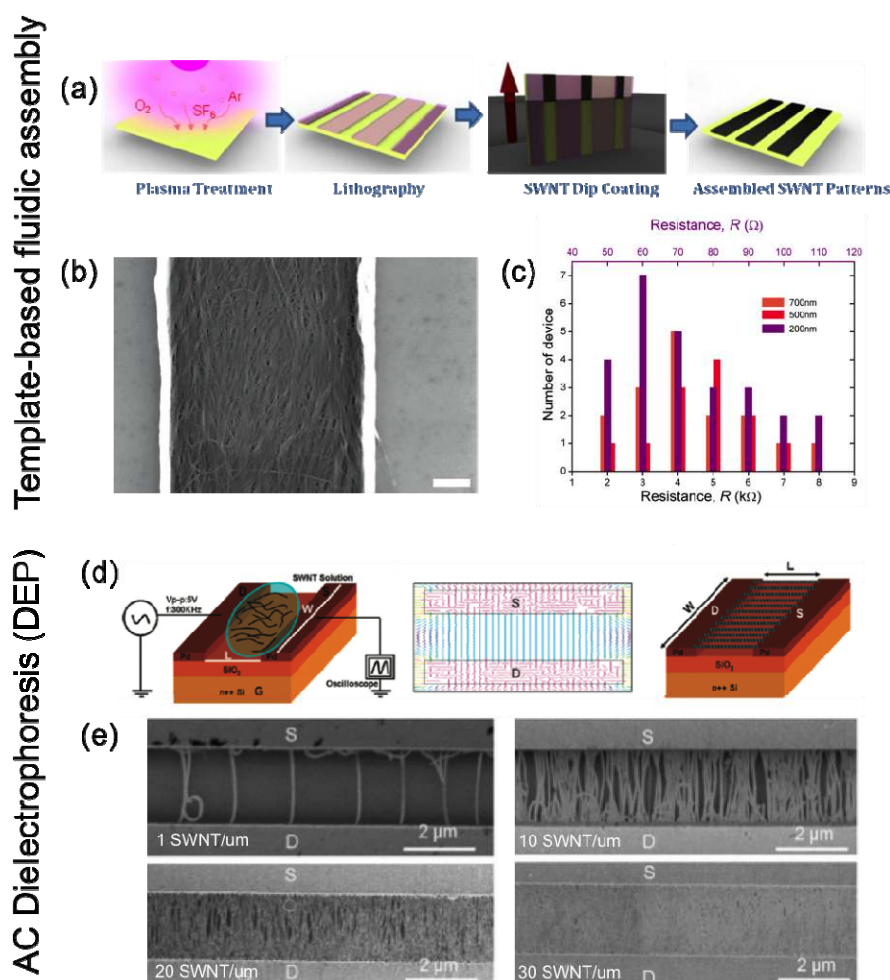 Template-based fluidic assembly
(a)
O2
SF6
Ar
Plasma Treatment
Lithography
SWNT Dip Coating
Assembled SWNT Patterns
(b)
(c)
Resistance, R (Ω)
40 50 60 70 80 90 100 110 120
Number of device
7
6
5
4
3
2
1
0
700nm
500nm
200nm
1 2 3 4 5 6 7 8 9
Resistance, R (kΩ)
AC Dielectrophoresis (DEP)
(d)
Vp-p:5V
f:300KHz
SWNT Solution
D
S
W
L
Pd
Pd
SiO2
n++ Si
G
Oscilloscope
S
D
L
W
D
S
Pd
Pd
SiO2
n++ Si
(e)
S
1 SWNT/um
D
2 μm
S
10 SWNT/um
D
2 μm
S
20 SWNT/um
D
2 μm
S
30 SWNT/um
D
2 μm